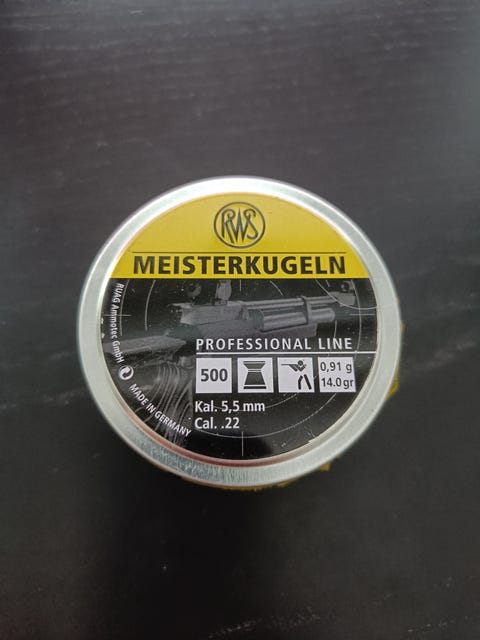 RWS
MEISTERKUGELN
PROFESSIONAL LINE
500
0,91 g
14.0 gr
Kal. 5,5 mm
Cal. .22
RUAG Ammotec GmbH
MADE IN GERMANY